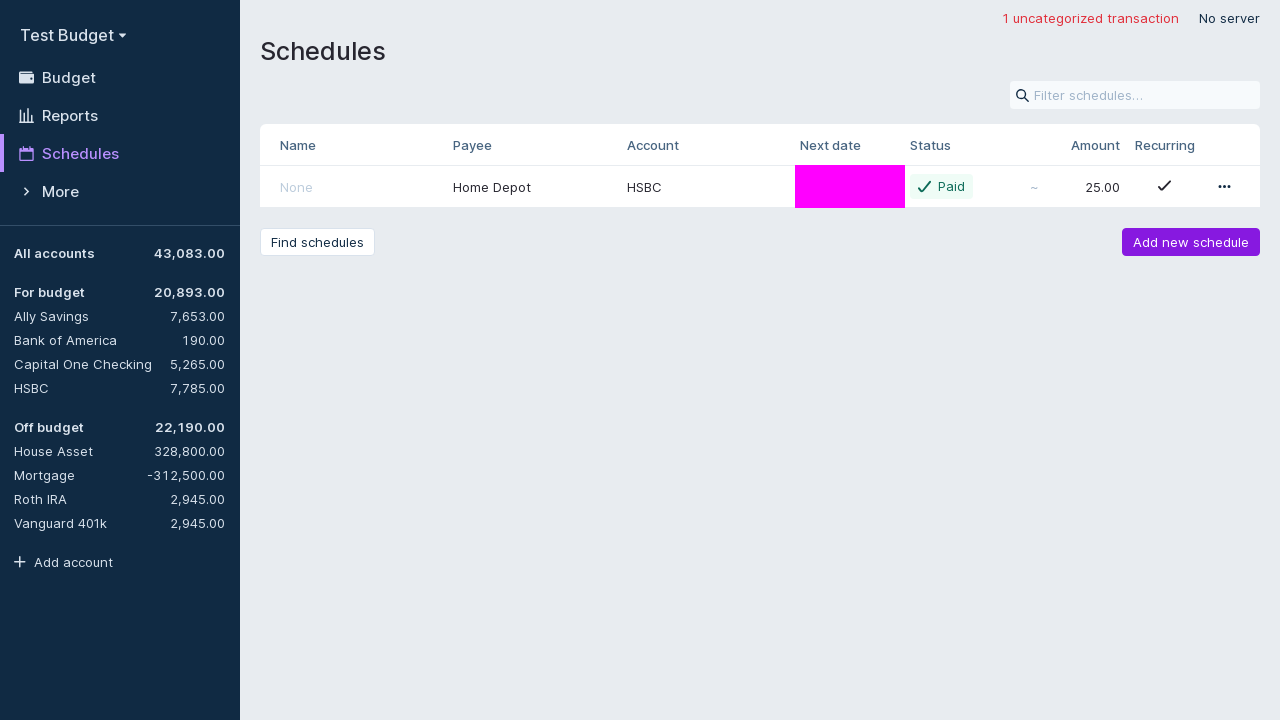 Test Budget
Budget
Reports
Schedules
More
All accounts 43,083.00
For budget 20,893.00
Ally Savings 7,653.00
Bank of America 190.00
Capital One Checking 5,265.00
HSBC 7,785.00
Off budget 22,190.00
House Asset 328,800.00
Mortgage -312,500.00
Roth IRA 2,945.00
Vanguard 401k 2,945.00
Add account
1 uncategorized transaction No server
Schedules
Filter schedules...
Name Payee Account Next date Status Amount Recurring
None Home Depot HSBC Paid ~ 25.00
Find schedules Add new schedule